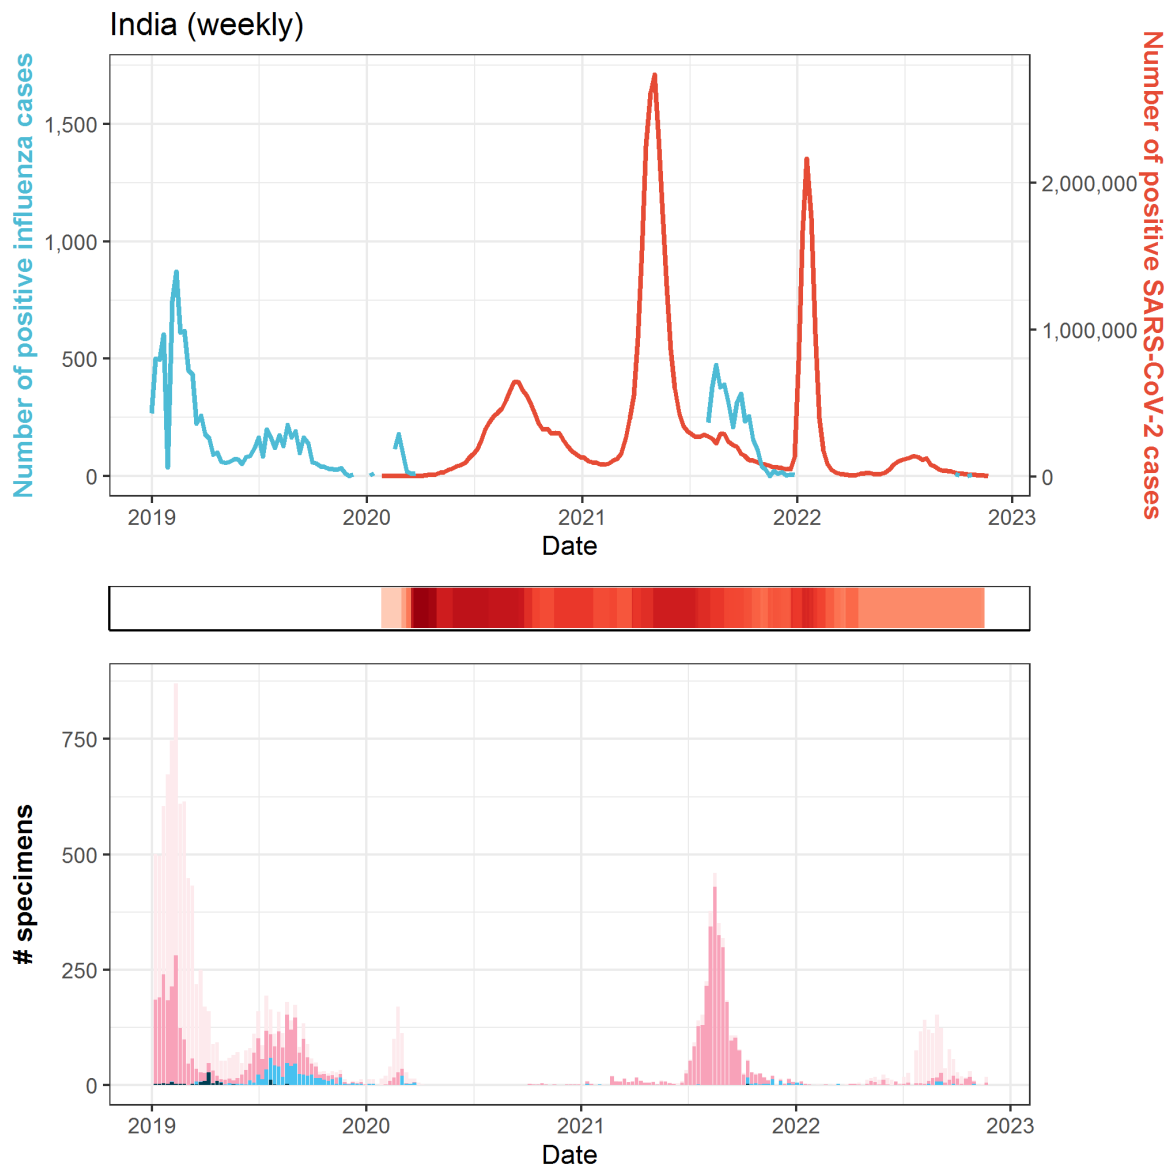 India (weekly)
Number of positive influenza cases
1,500
1,000
500
0
2,000,000
1,000,000
0
Number of positive SARS-CoV-2 cases
2019 2020 2021 2022 2023
Date
# specimens
750
500
250
0
2019 2020 2021 2022 2023
Date